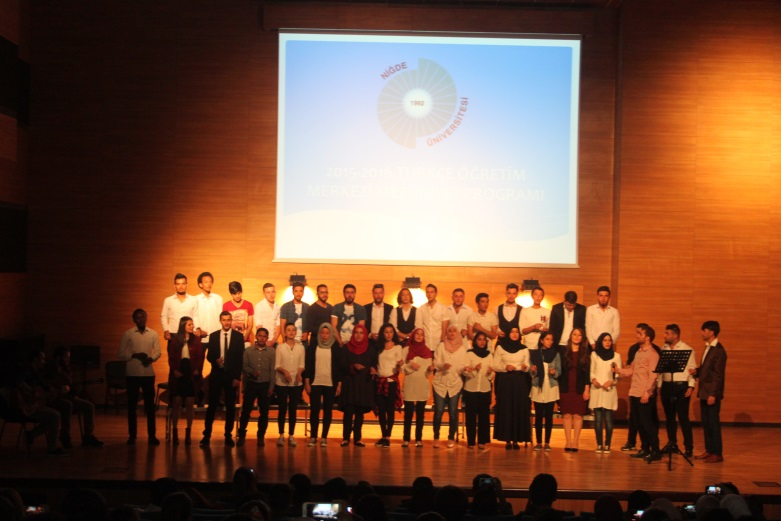 NİĞDE
1992
ÜNİVERSİTESİ
2015-2016 TÜRKÇE ÖĞRETİM
MERKEZİ PROGRAMI